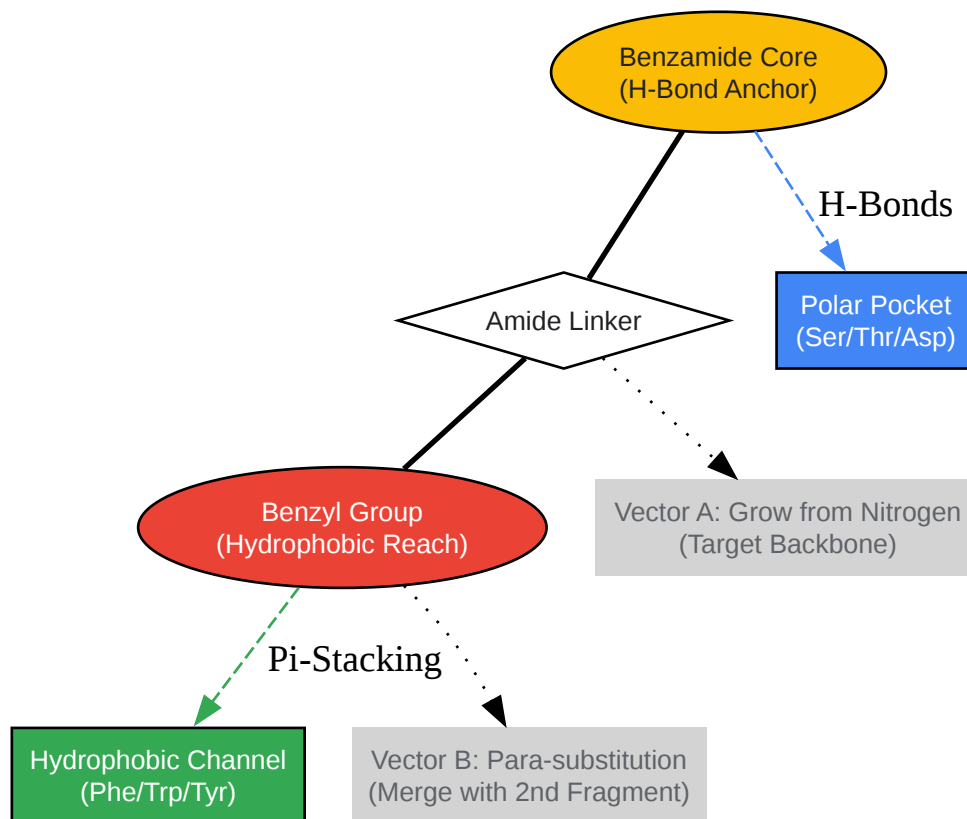 Benzamide Core
(H-Bond Anchor)
H-Bonds
Polar Pocket
(Ser/Thr/Asp)
Amide Linker
Vector A: Grow from Nitrogen
(Target Backbone)
Benzyl Group
(Hydrophobic Reach)
Pi-Stacking
Hydrophobic Channel
(Phe/Trp/Tyr)
Vector B: Para-substitution
(Merge with 2nd Fragment)